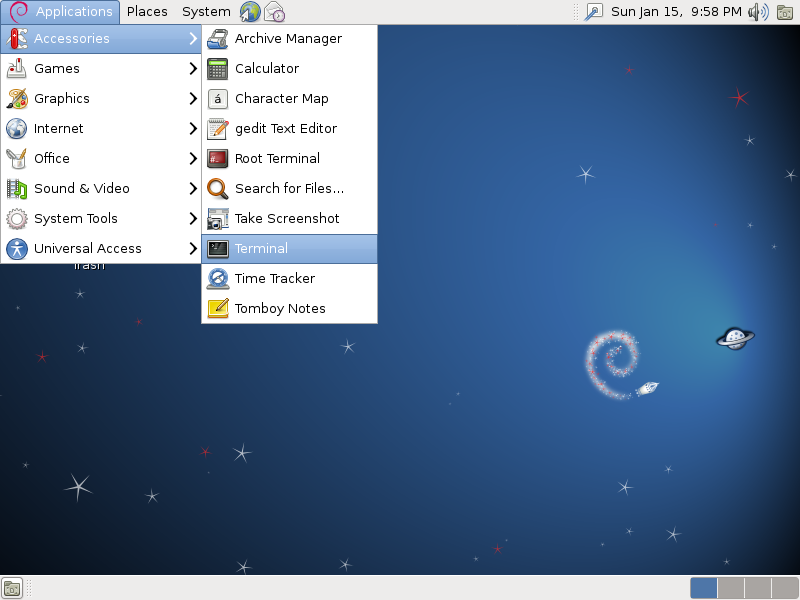 Applications Places System Sun Jan 15, 9:58 PM
Accessories
Games
Graphics
Internet
Office
Sound & Video
System Tools
Universal Access
Archive Manager
Calculator
á Character Map
gedit Text Editor
Root Terminal
Search for Files...
Take Screenshot
Terminal
Time Tracker
Tomboy Notes
Trash